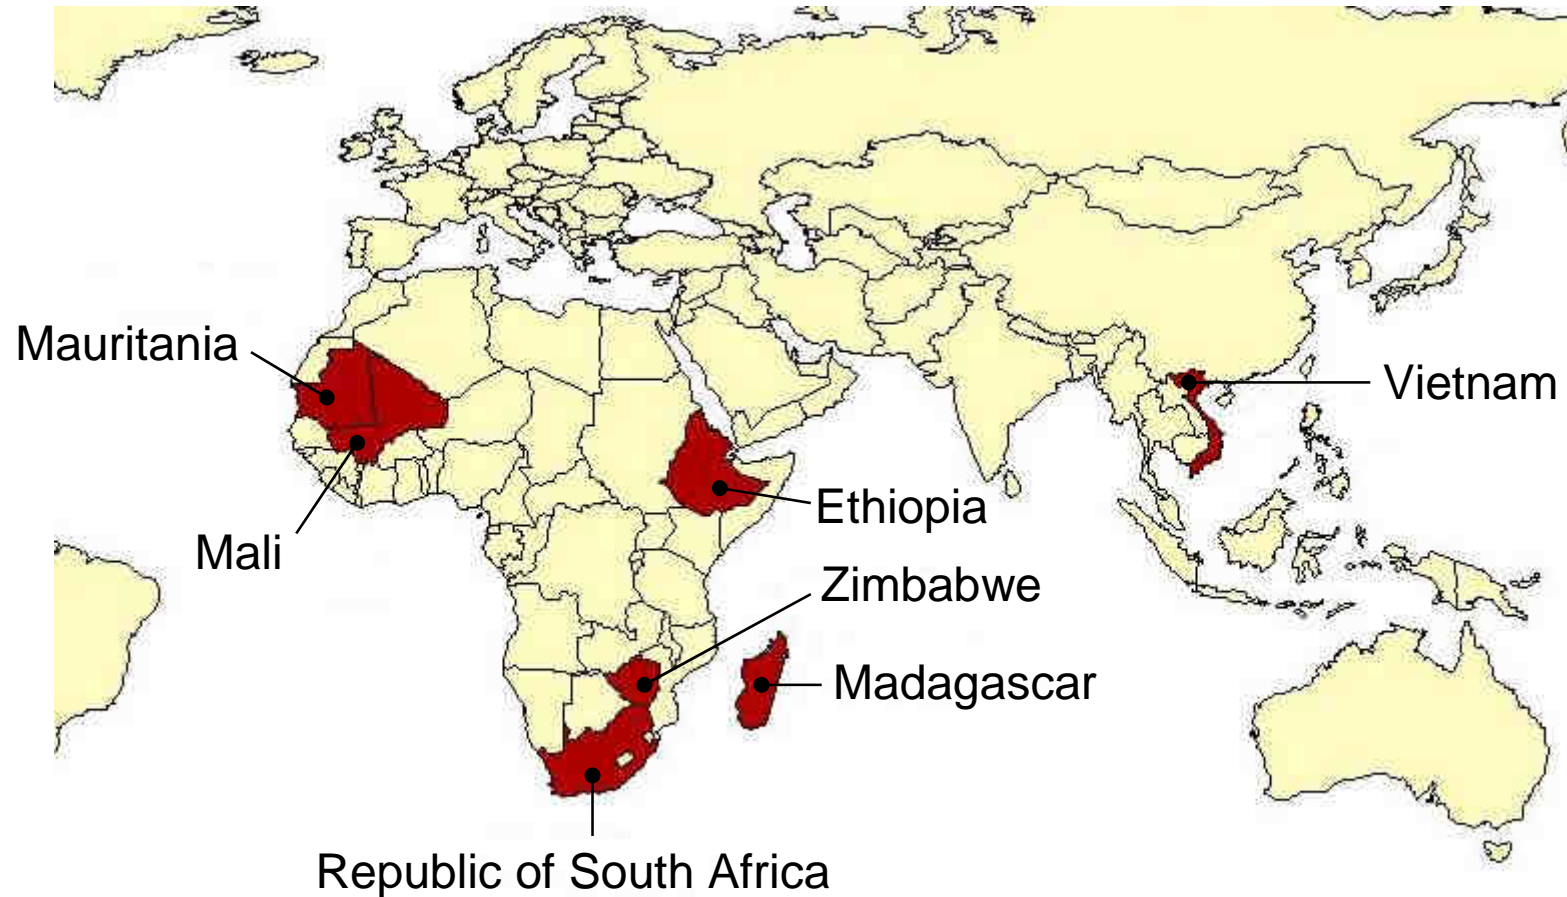 Mauritania
Vietnam
Ethiopia
Mali
Zimbabwe
Madagascar
Republic of South Africa